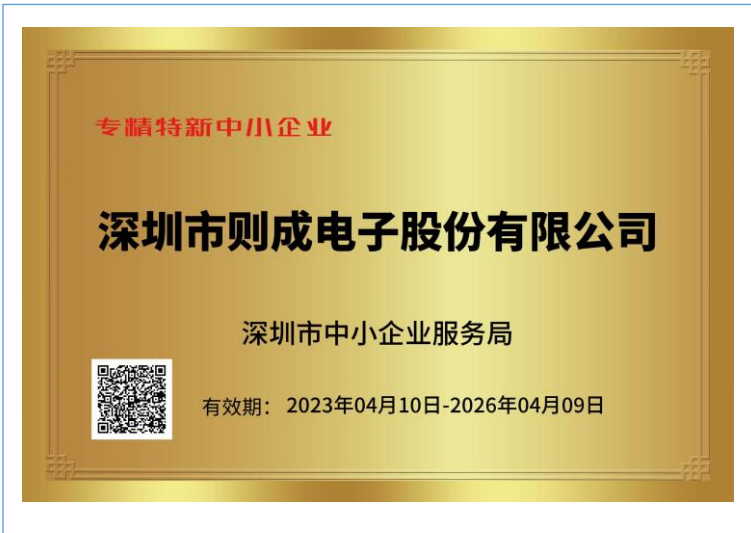 专精特新中小企业
深圳市则成电子股份有限公司
深圳市中小企业服务局
有效期： 2023年04月10日-2026年04月09日